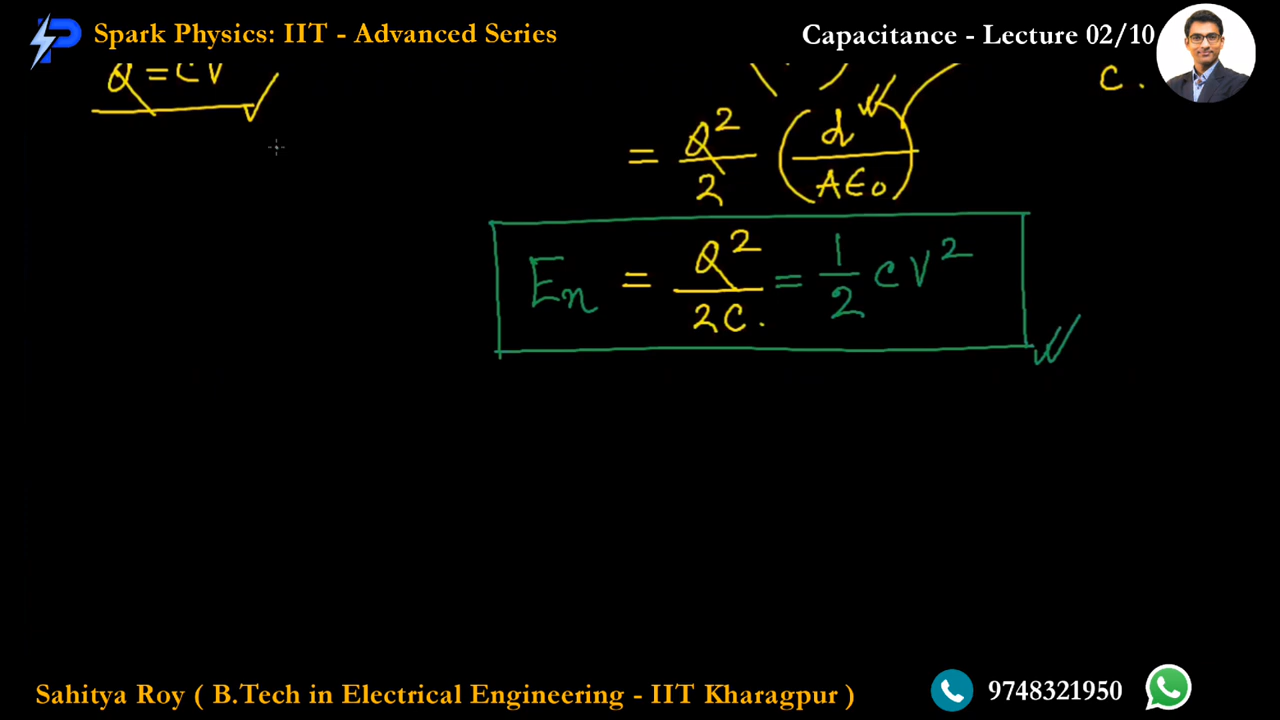 Spark Physics: IIT - Advanced Series
Capacitance - Lecture 02/10
Q = CV
C .
= Q²/2 (d/A∈₀)
En = Q²/2C. = 1/2 CV²
Sahitya Roy ( B.Tech in Electrical Engineering - IIT Kharagpur )
9748321950